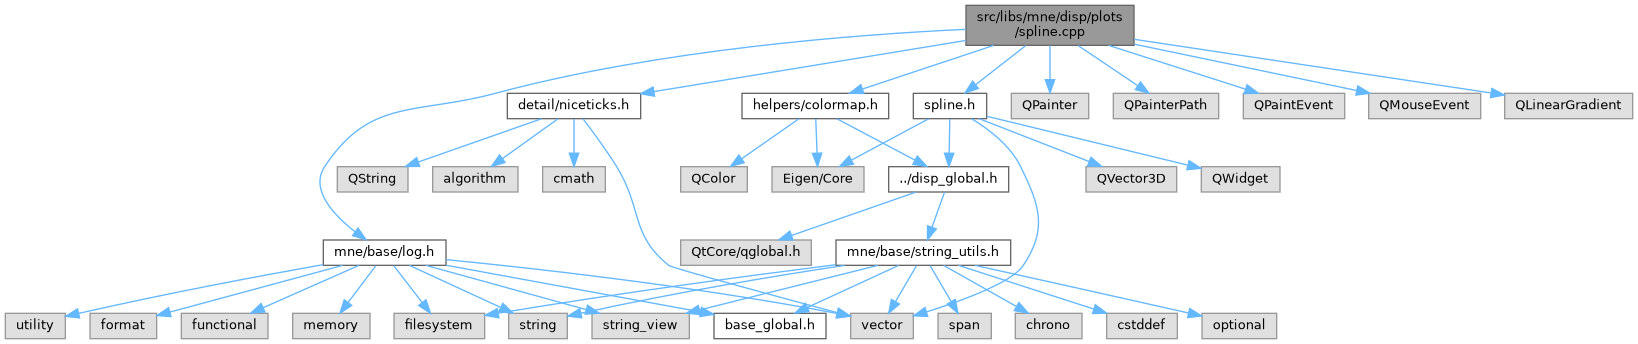 src/libs/mne/disp/plots
/spline.cpp
detail/niceticks.h
helpers/colormap.h
spline.h
QPainter
QPainterPath
QPaintEvent
QMouseEvent
QLinearGradient
QString
algorithm
cmath
QColor
Eigen/Core
../disp_global.h
QVector3D
QWidget
mne/base/log.h
QtCore/qglobal.h
mne/base/string_utils.h
utility
format
functional
memory
filesystem
string
string_view
base_global.h
vector
span
chrono
cstddef
optional